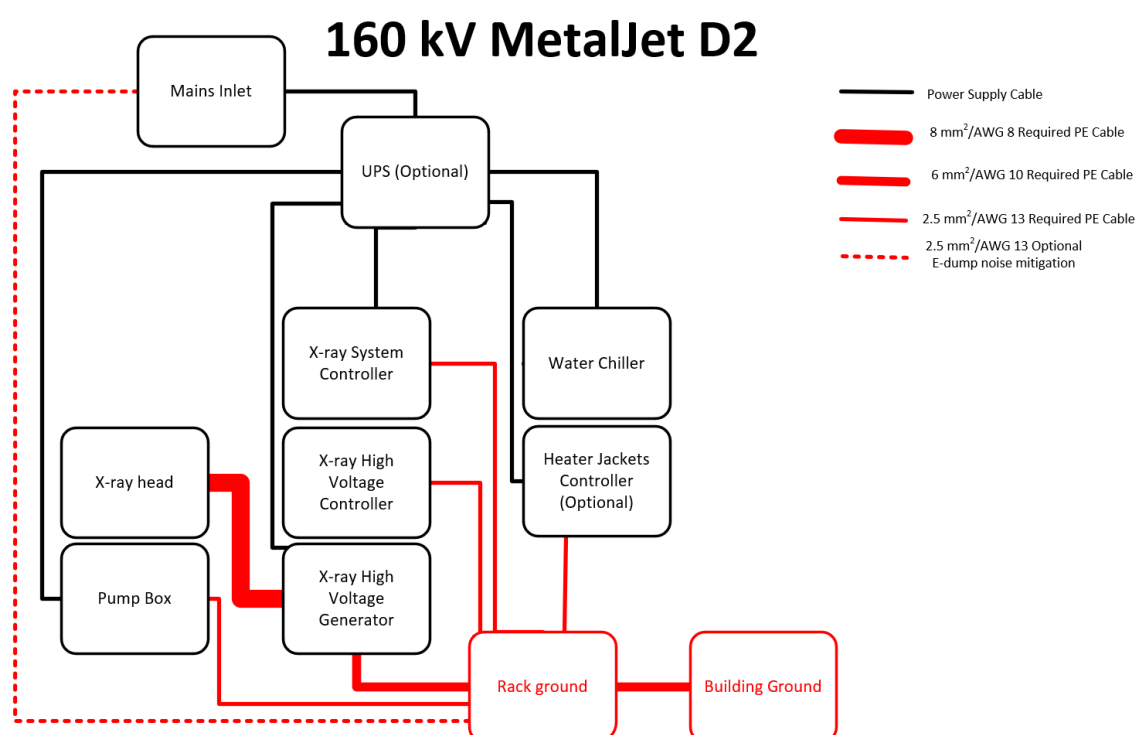 160 kV MetalJet D2
Mains Inlet
UPS (Optional)
Power Supply Cable
8 mm²/AWG 8 Required PE Cable
6 mm²/AWG 10 Required PE Cable
2.5 mm²/AWG 13 Required PE Cable
2.5 mm²/AWG 13 Optional
E-dump noise mitigation
X-ray System
Controller
Water Chiller
X-ray head
X-ray High
Voltage
Controller
Heater Jackets
Controller
(Optional)
Pump Box
X-ray High
Voltage
Generator
Rack ground
Building Ground